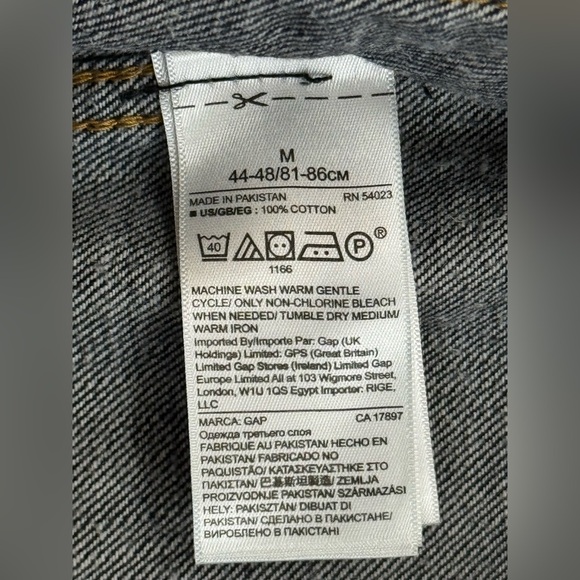 M
44-48/81-86CM
MADE IN PAKISTAN RN 54023
■ US/GB/EG : 100% COTTON
40 P ®
1166
MACHINE WASH WARM GENTLE
CYCLE/ ONLY NON-CHLORINE BLEACH
WHEN NEEDED/ TUMBLE DRY MEDIUM/
WARM IRON
Imported By/Importe Par: Gap (UK
Holdings) Limited: GPS (Great Britain)
Limited Gap Stores (Ireland) Limited Gap
Europe Limited All at 103 Wigmore Street,
London, W1U 1QS Egypt Importer: RIGE,
LLC
MARCA: GAP CA 17897
Одежда третьего слоя
FABRIQUE AU PAKISTAN/ HECHO EN
PAKISTAN/ FABRICADO NO
PAQUISTÃO/ ΚΑΤΑΣΚΕΥΑΣΤΗΚΕ ΣΤΟ
ΠΑΚΙΣΤΑΝ/ 巴基斯坦製造/ ZEMLJA
PROIZVODNJE PAKISTAN/ SZÁRMAZÁSI
HELY: PAKISZTÁN/ DIBUAT DI
PAKISTAN/ СДЕЛАНО В ПАКИСТАНЕ/
ВИРОБЛЕНО В ПАКІСТАНІ